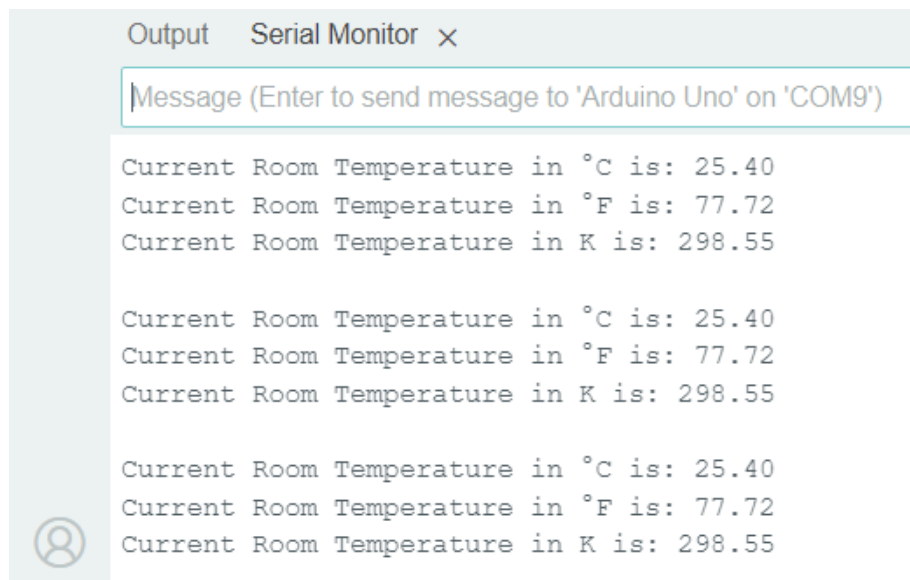 Output Serial Monitor ×
Message (Enter to send message to 'Arduino Uno' on 'COM9')
Current Room Temperature in °C is: 25.40
Current Room Temperature in °F is: 77.72
Current Room Temperature in K is: 298.55
Current Room Temperature in °C is: 25.40
Current Room Temperature in °F is: 77.72
Current Room Temperature in K is: 298.55
Current Room Temperature in °C is: 25.40
Current Room Temperature in °F is: 77.72
Current Room Temperature in K is: 298.55